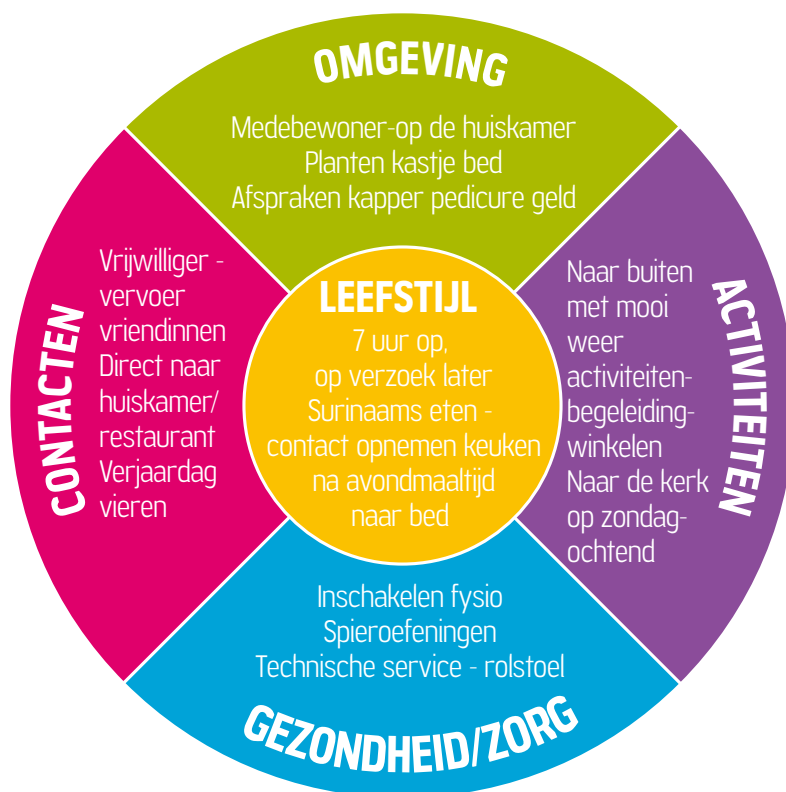 OMGEVING
Medebewoner-op de huiskamer
Planten kastje bed
Afspraken kapper pedicure geld
CONTACTEN
Vrijwilliger -
vervoer
vriendinnen
Direct naar
huiskamer/
restaurant
Verjaardag
vieren
LEEFSTIJL
7 uur op,
op verzoek later
Surinaams eten -
contact opnemen keuken
na avondmaaltijd
naar bed
Naar buiten
met mooi
weer
activiteiten-
begeleiding-
winkelen
Naar de kerk
op zondag-
ochtend
ACTIVITEITEN
Inschakelen fysio
Spieroefeningen
Technische service - rolstoel
GEZONDHEID/ZORG